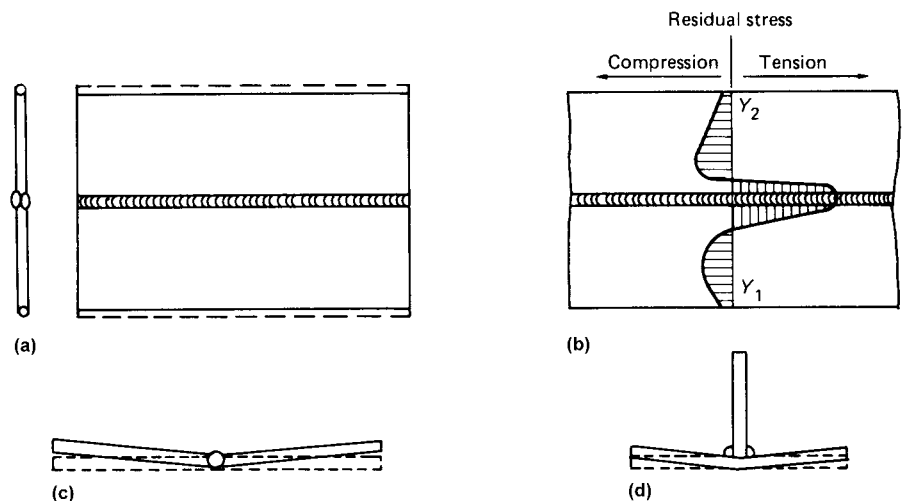 Residual stress
Compression Tension
Y2
Y1
(a)
(b)
(c)
(d)